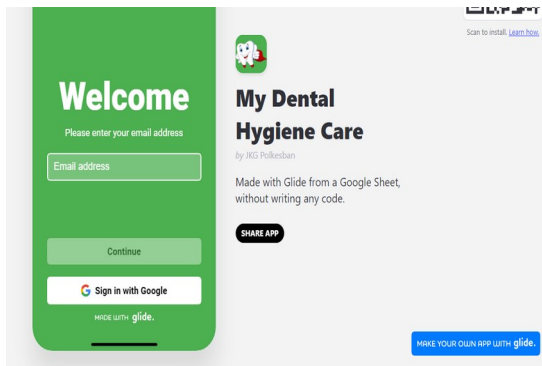 Welcome
Please enter your email address
Email address
Continue
Sign in with Google
MADE WITH glide.
Scan to install. Learn how.
My Dental
Hygiene Care
by JKG Polkesban
Made with Glide from a Google Sheet,
without writing any code.
SHARE APP
MAKE YOUR OWN APP WITH glide.